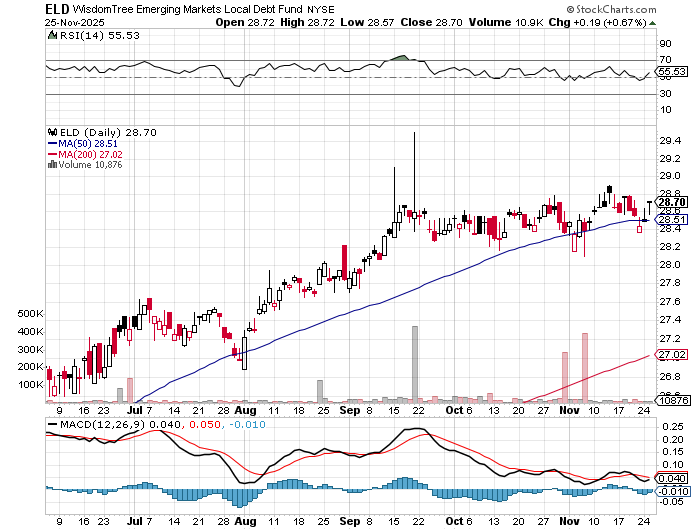 ELD WisdomTree Emerging Markets Local Debt Fund NYSE © StockCharts.com
25-Nov-2025 Open 28.72 High 28.72 Low 28.57 Close 28.70 Volume 10.9K Chg +0.19 (+0.67%)
RSI(14) 55.53
90
70
55.53
50
30
10
ELD (Daily) 28.70
MA(50) 28.51
MA(200) 27.02
Volume 10,876
29.4
29.2
29.0
28.8
28.70
28.6
28.51
28.4
28.2
28.0
27.8
27.6
27.4
27.2
27.02
26.8
26.6
10876
500K
400K
300K
200K
100K
9 16 23 Jul 7 14 21 28 Aug 11 18 25 Sep 8 15 22 Oct 6 13 20 27 Nov 10 17 24
MACD(12,26,9) 0.040, 0.050, -0.010
0.25
0.20
0.15
0.10
0.040
-0.010
-0.05
9 16 23 Jul 7 14 21 28 Aug 11 18 25 Sep 8 15 22 Oct 6 13 20 27 Nov 10 17 24